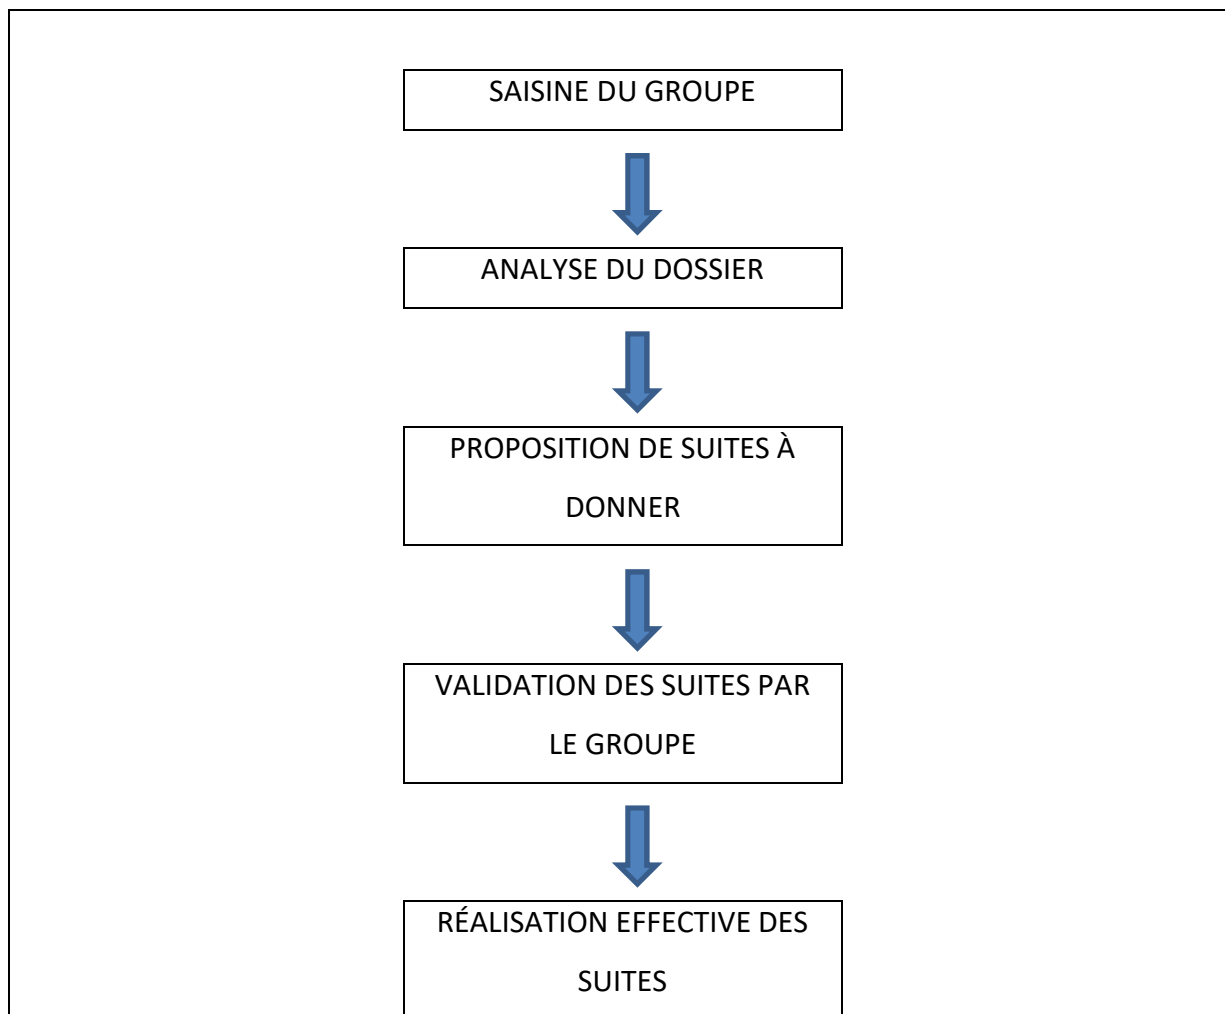 SAISINE DU GROUPE
ANALYSE DU DOSSIER
PROPOSITION DE SUITES À
DONNER
VALIDATION DES SUITES PAR
LE GROUPE
RÉALISATION EFFECTIVE DES
SUITES